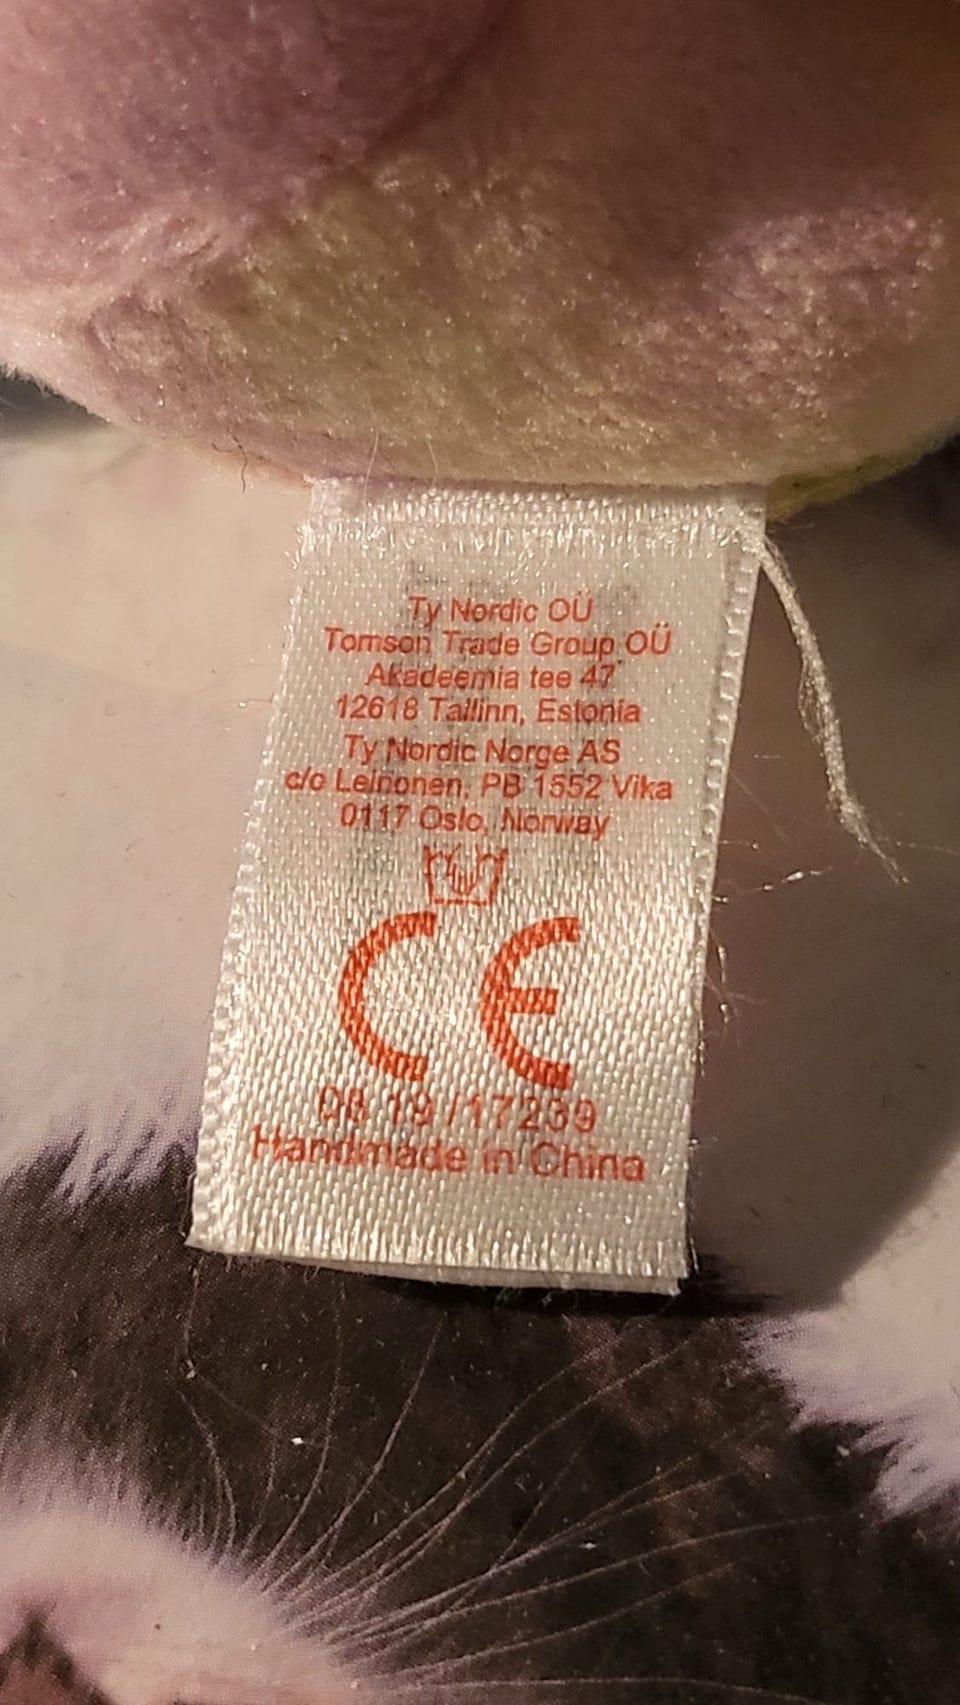 Ty Nordic OÜ
Tomson Trade Group OÜ
Akadeemia tee 47
12618 Tallinn, Estonia
Ty Nordic Norge AS
c/o Leinonen, PB 1552 Vika
0117 Oslo, Norway
CE
08 19 /17239
Handmade in China